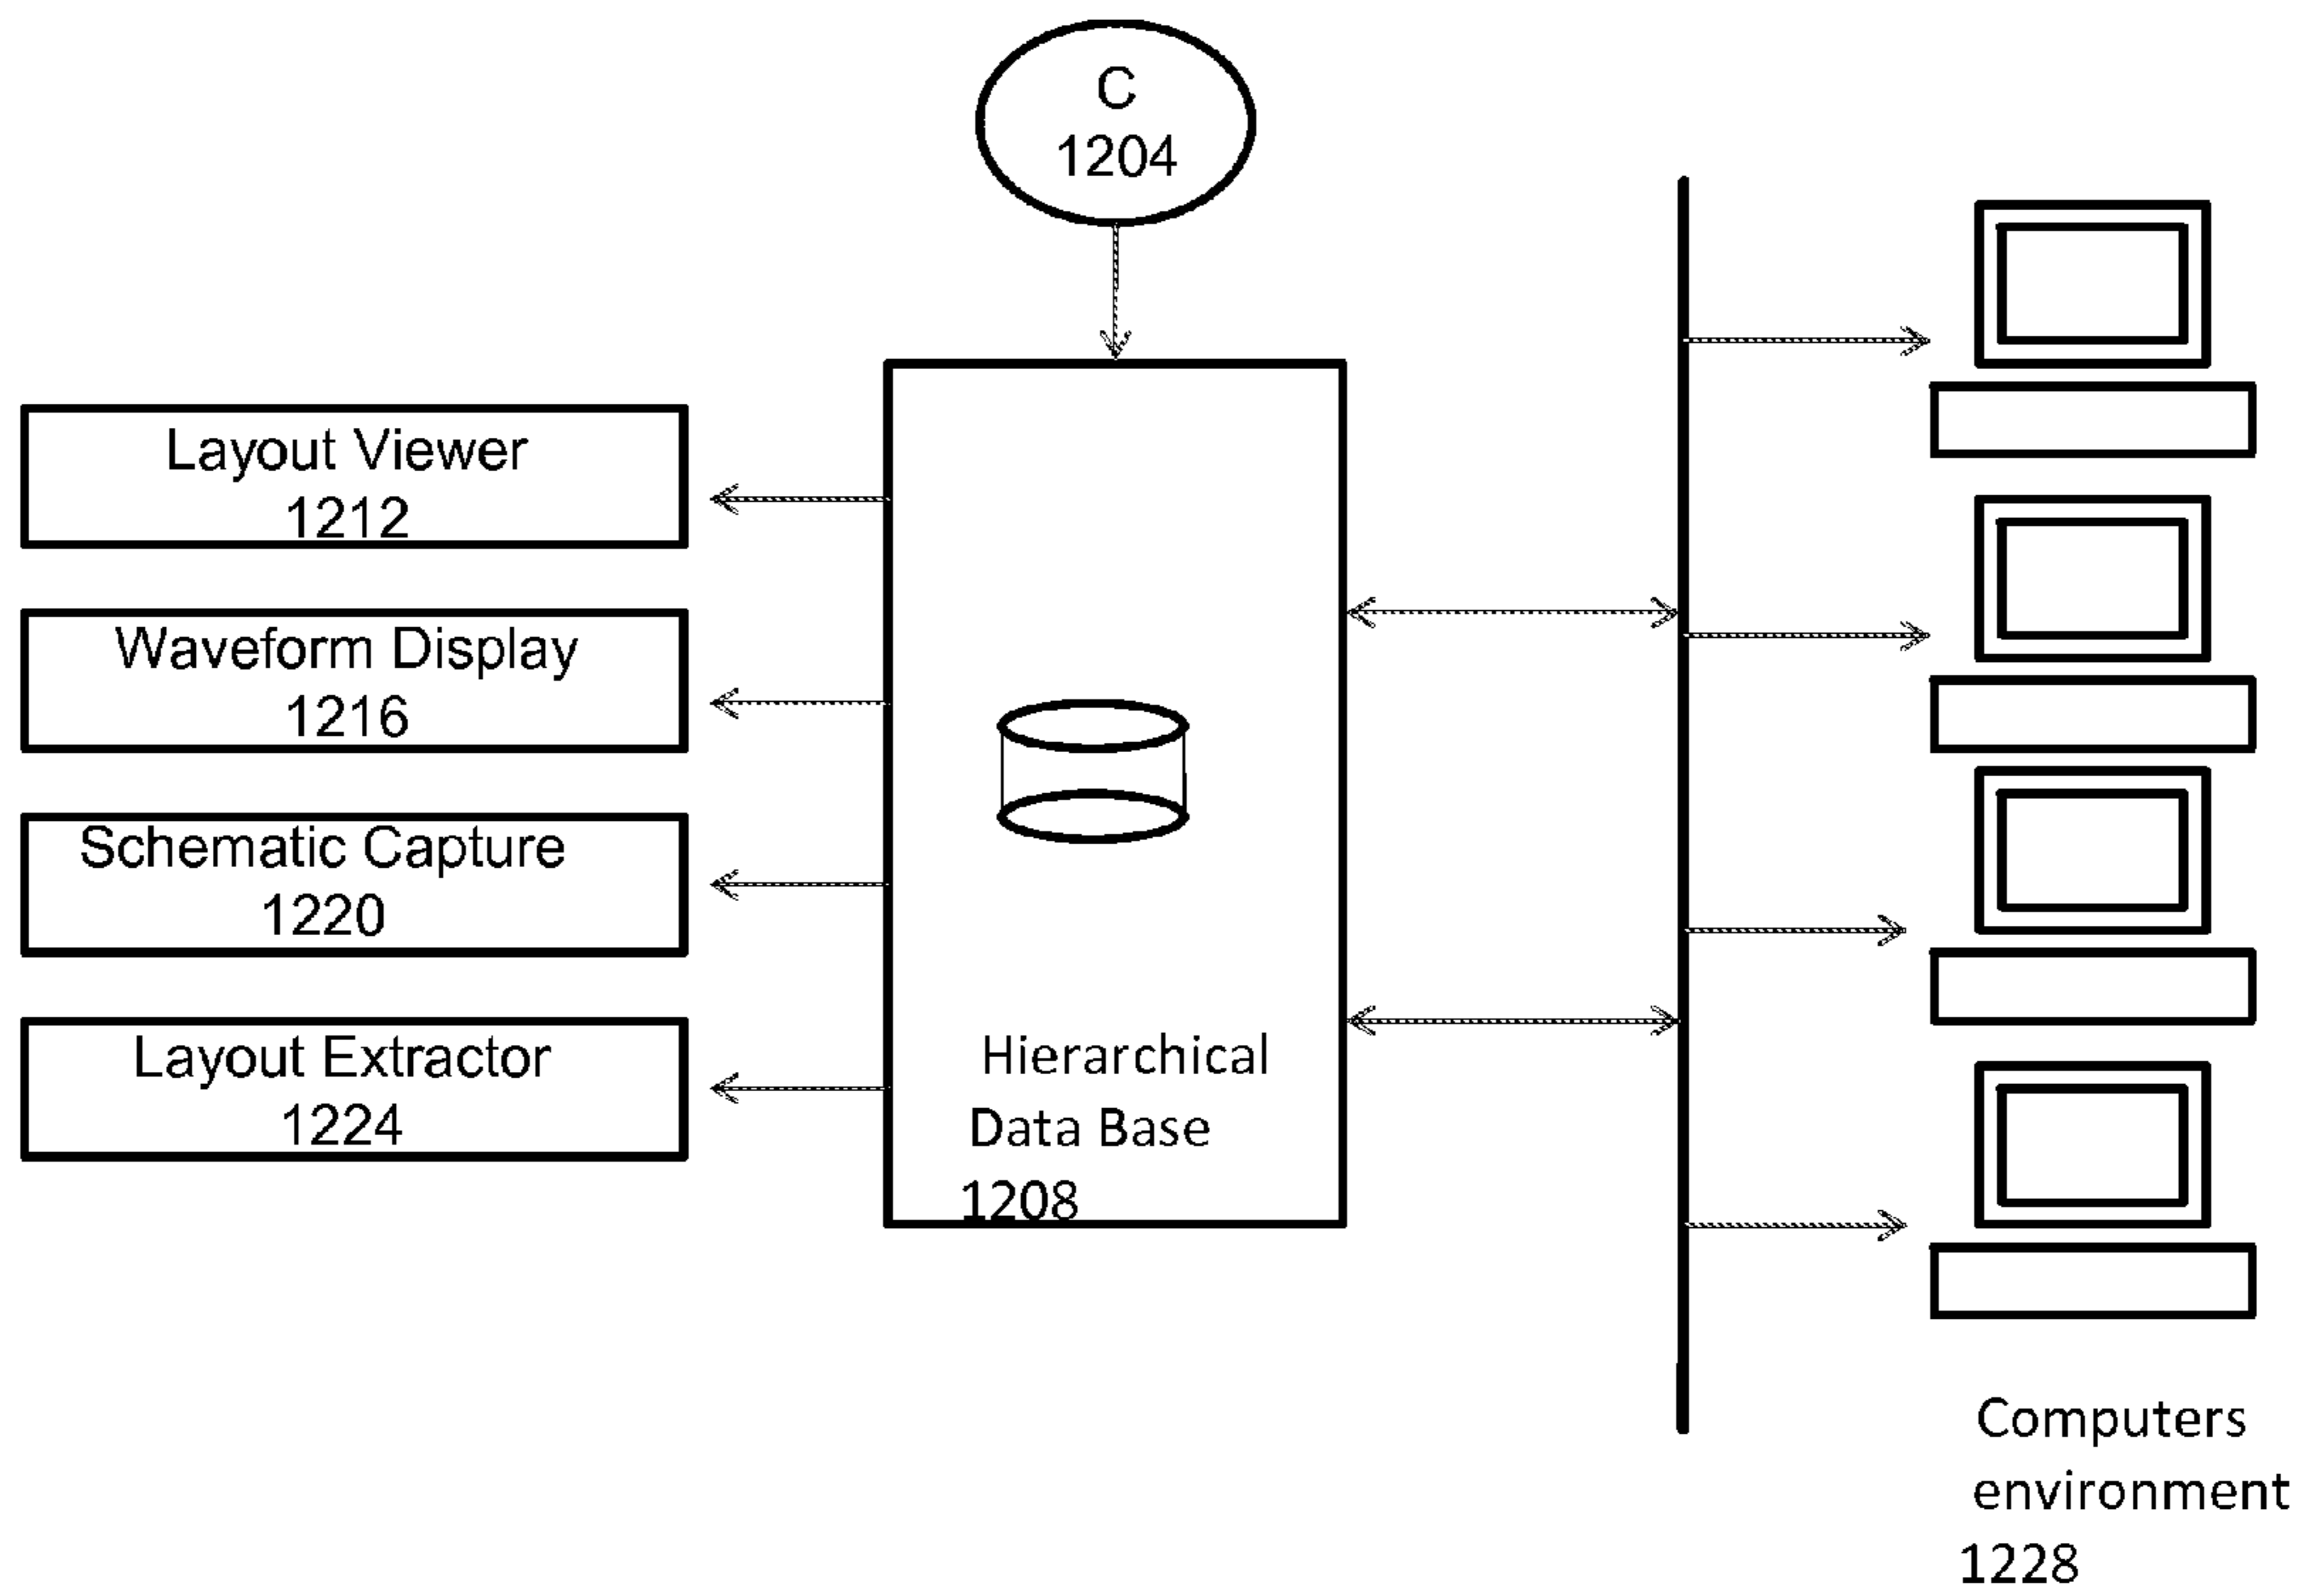 C
1204
Layout Viewer
1212
Waveform Display
1216
Schematic Capture
1220
Layout Extractor
1224
Hierarchical
Data Base
1208
Computers
environment
1228